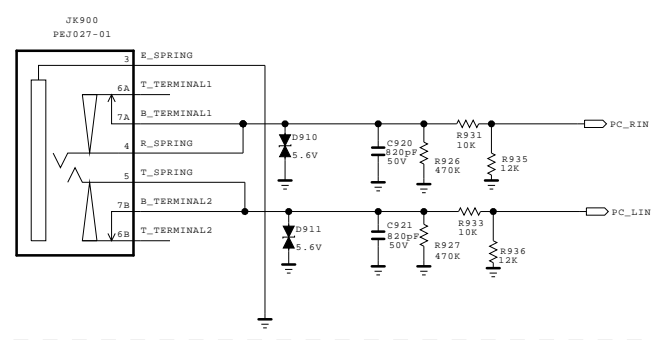 JK900
PEJ027-01
3 E_SPRING
6A T_TERMINAL1
7A B_TERMINAL1
4 R_SPRING
5 T_SPRING
7B B_TERMINAL2
6B T_TERMINAL2
D910
5.6V
C920
820pF
50V
R926
470K
R931
10K
R935
12K
PC_RIN
D911
5.6V
C921
820pF
50V
R927
470K
R933
10K
R936
12K
PC_LIN